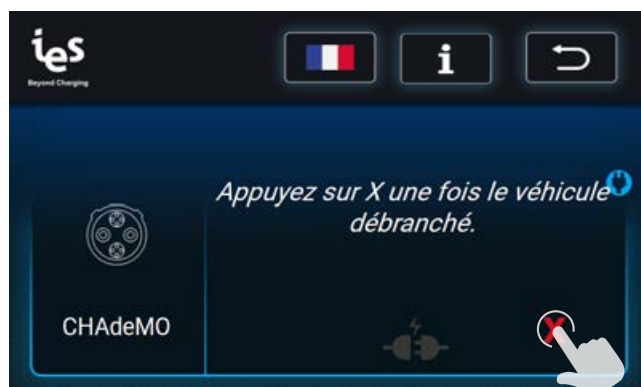 ies
Beyond Charging
i
Appuyez sur X une fois le véhicule
débranché.
CHAdeMO
X